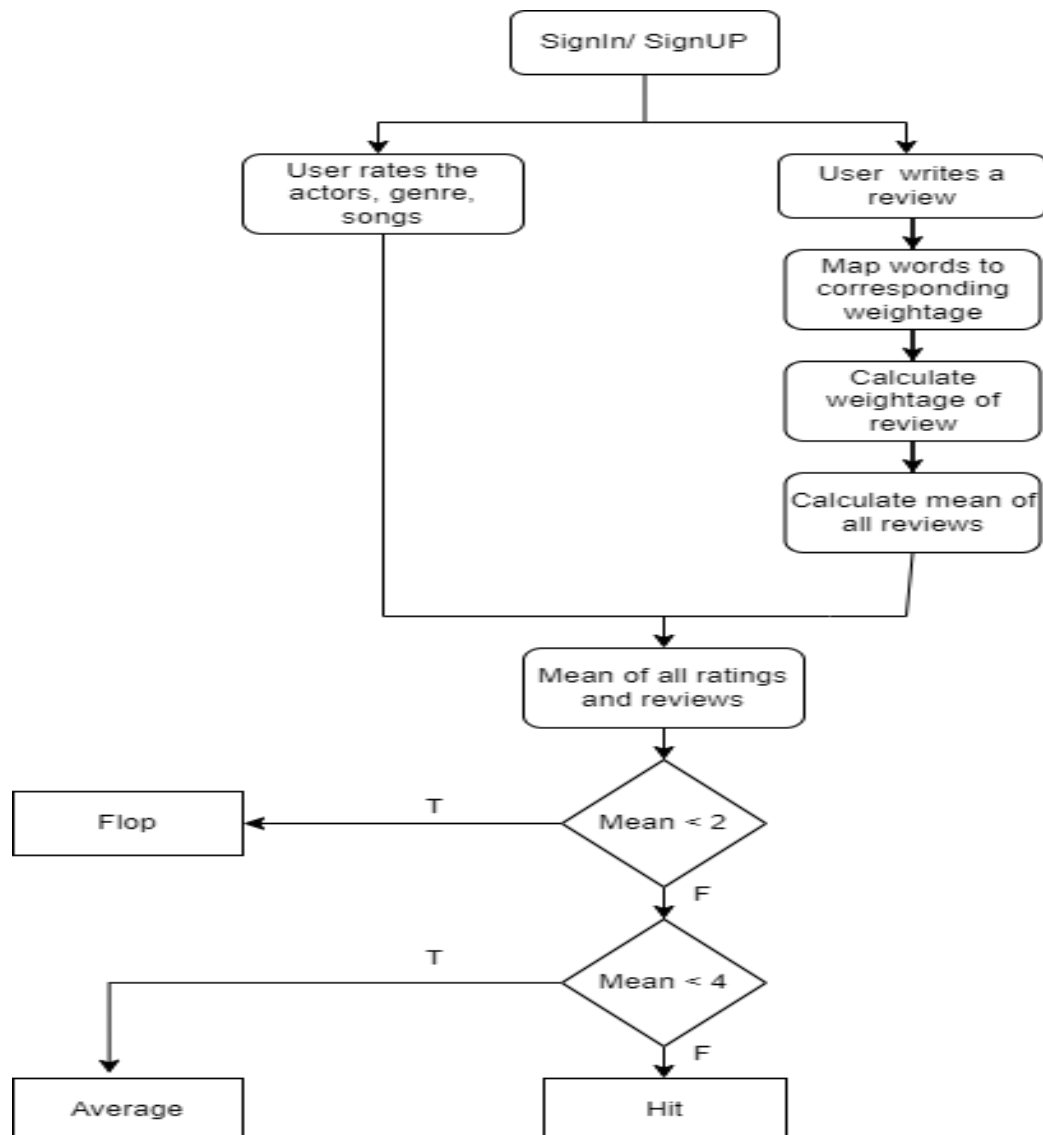 SignIn/ SignUP
User rates the
actors, genre,
songs
User writes a
review
Map words to
corresponding
weightage
Calculate
weightage of
review
Calculate mean of
all reviews
Mean of all ratings
and reviews
Mean < 2
T
Flop
F
Mean < 4
T
F
Average
Hit